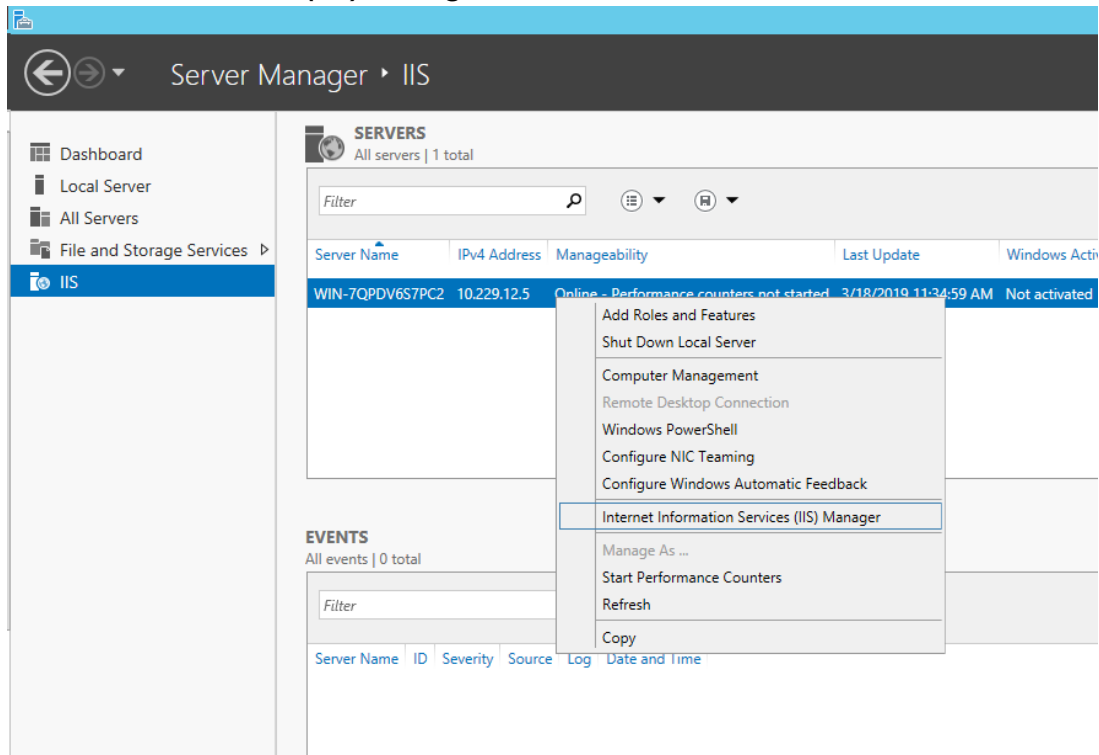 Server Manager ‣ IIS
Dashboard
Local Server
All Servers
File and Storage Services
IIS
SERVERS
All servers | 1 total
Filter
Server Name IPv4 Address Manageability Last Update Windows Activ
WIN-7QPDV6S7PC2 10.229.12.5 Online - Performance counters not started 3/18/2019 11:34:59 AM Not activated
Add Roles and Features
Shut Down Local Server
Computer Management
Remote Desktop Connection
Windows PowerShell
Configure NIC Teaming
Configure Windows Automatic Feedback
Internet Information Services (IIS) Manager
Manage As ...
Start Performance Counters
Refresh
Copy
EVENTS
All events | 0 total
Filter
Server Name ID Severity Source Log Date and Time